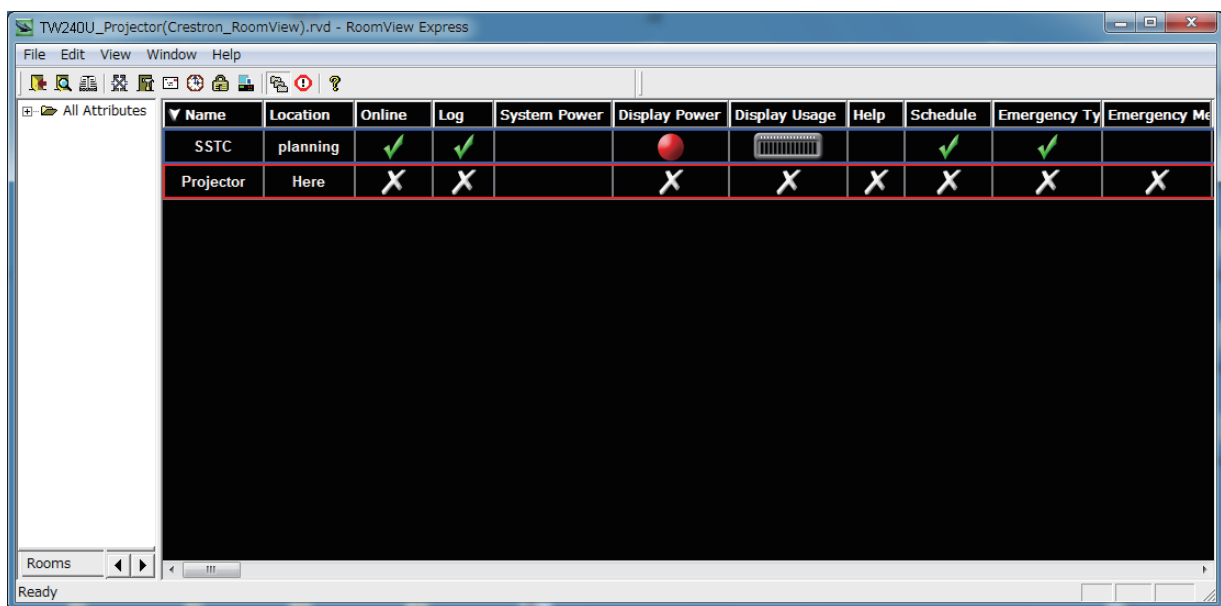 TW240U_Projector(Crestron_RoomView).rvd - RoomView Express
File Edit View Window Help
All Attributes
Name Location Online Log System Power Display Power Display Usage Help Schedule Emergency Ty Emergency Me
SSTC planning
Projector Here
Rooms
Ready